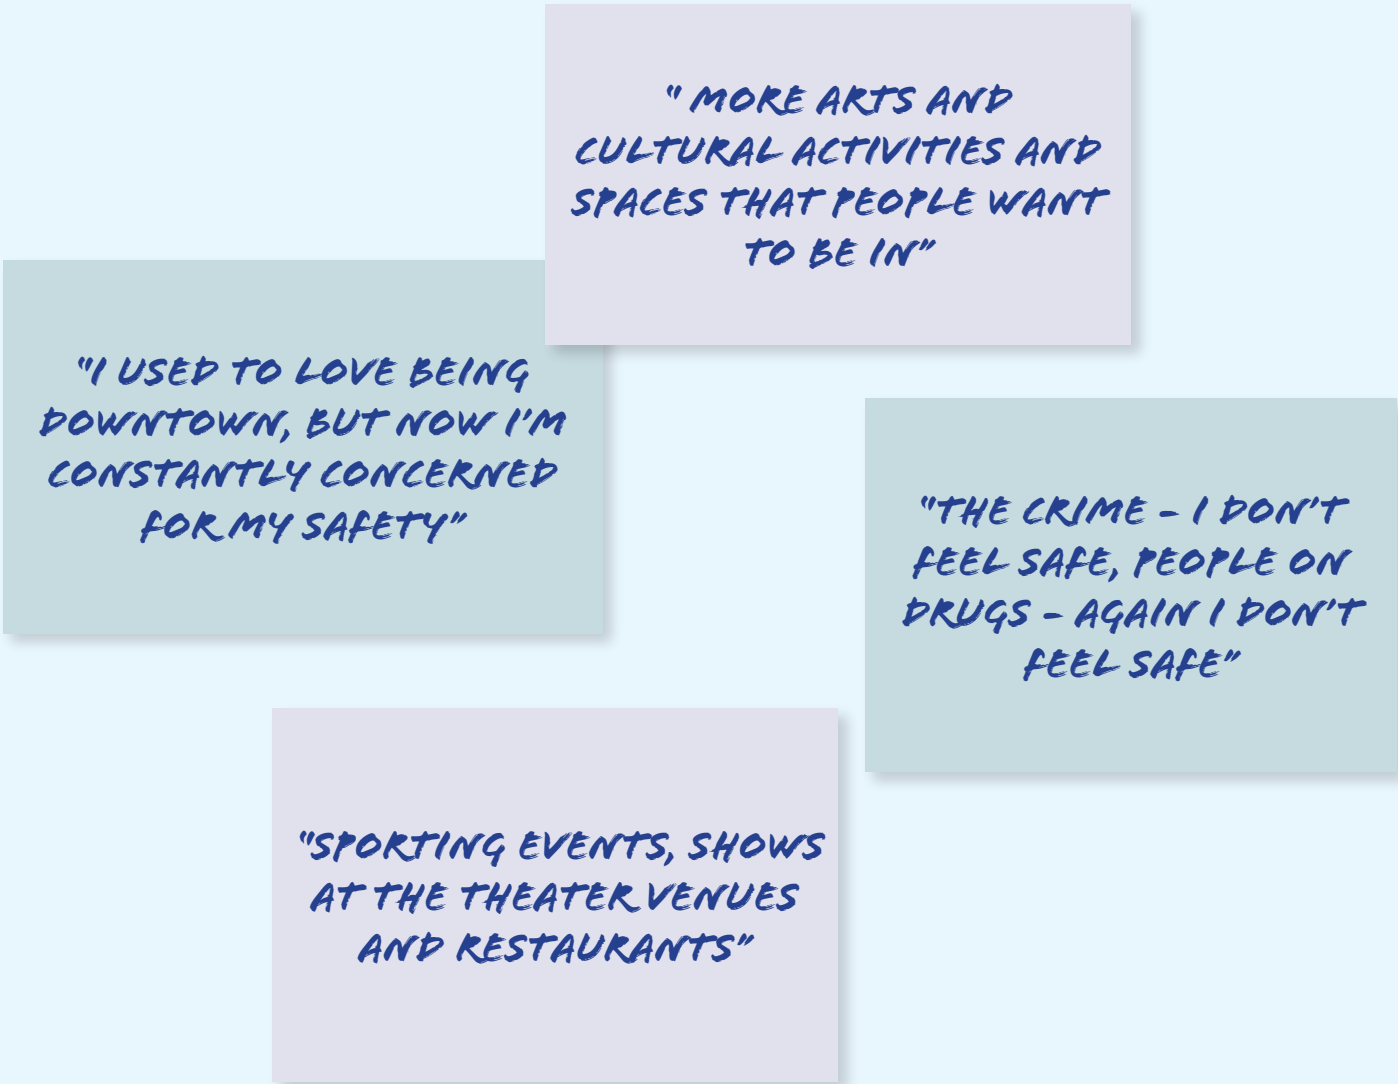 “ MORE ARTS AND
CULTURAL ACTIVITIES AND
SPACES THAT PEOPLE WANT
TO BE IN”
“I USED TO LOVE BEING
DOWNTOWN, BUT NOW I’M
CONSTANTLY CONCERNED
FOR MY SAFETY”
“THE CRIME – I DON’T
FEEL SAFE, PEOPLE ON
DRUGS – AGAIN I DON’T
FEEL SAFE”
“SPORTING EVENTS, SHOWS
AT THE THEATER VENUES
AND RESTAURANTS”